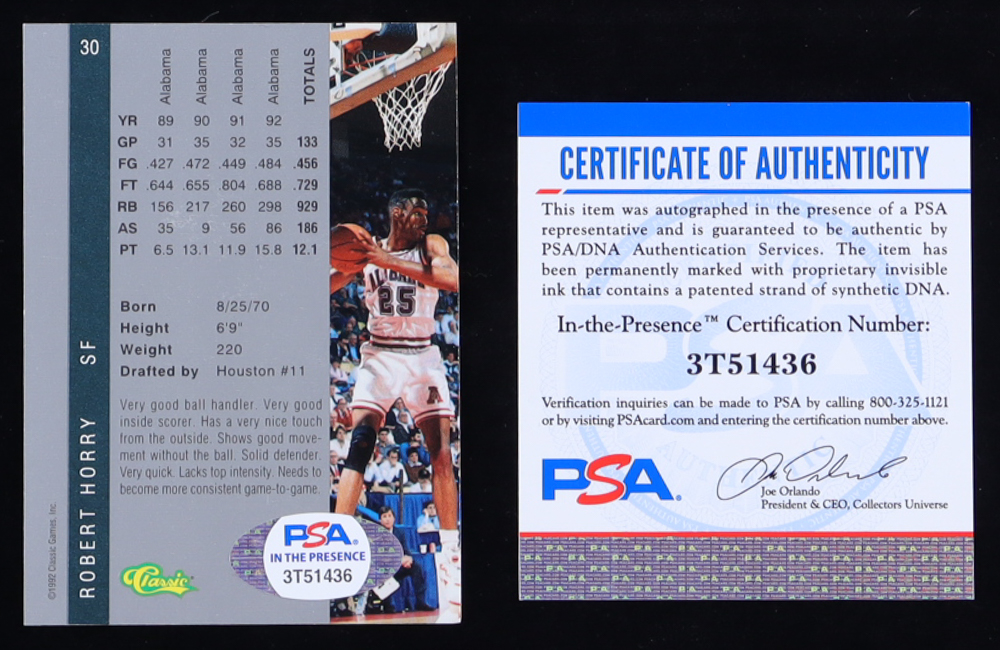 30
Alabama Alabama Alabama Alabama TOTALS
YR 89 90 91 92
GP 31 35 32 35 133
FG .427 .472 .449 .484 .456
FT .644 .655 .804 .688 .729
RB 156 217 260 298 929
AS 35 9 56 86 186
PT 6.5 13.1 11.9 15.8 12.1
Born 8/25/70
Height 6'9"
Weight 220
Drafted by Houston #11
Very good ball handler. Very good
inside scorer. Has a very nice touch
from the outside. Shows good move-
ment without the ball. Solid defender.
Very quick. Lacks top intensity. Needs to
become more consistent game-to-game.
ROBERT HORRY SF
©1992 Classic Games, Inc.
Classic
ALABAMA
25
A
PSA
IN THE PRESENCE
3T51436
CERTIFICATE OF AUTHENTICITY
This item was autographed in the presence of a PSA
representative and is guaranteed to be authentic by
PSA/DNA Authentication Services. The item has
been permanently marked with proprietary invisible
ink that contains a patented strand of synthetic DNA.
In-the-Presence™ Certification Number:
3T51436
Verification inquiries can be made to PSA by calling 800-325-1121
or by visiting PSAcard.com and entering the certification number above.
PSA
Joe Orlando
President & CEO, Collectors Universe